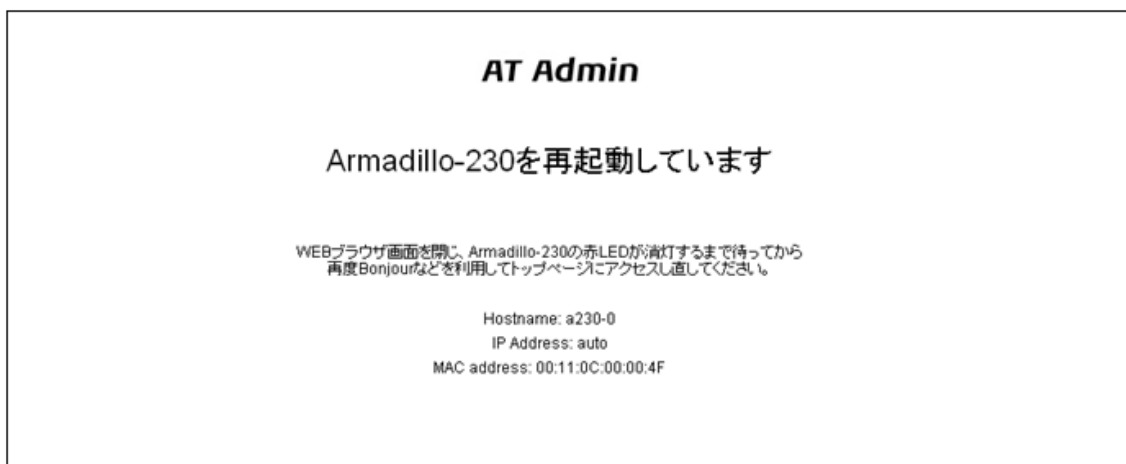 AT Admin
Armadillo-230を再起動しています
WEBブラウザ画面を閉じ、Armadillo-230の赤LEDが消灯するまで待ってから
再度Bonjourなどを利用してトップページにアクセスし直してください。
Hostname: a230-0
IP Address: auto
MAC address: 00:11:0C:00:00:4F